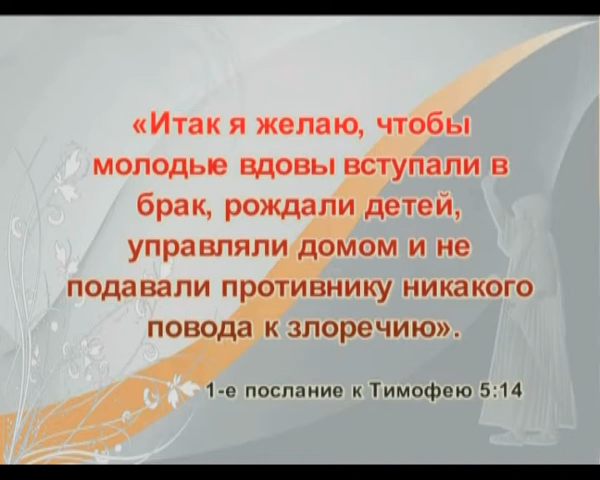 «Итак я желаю, чтобы
молодые вдовы вступали в
брак, рождали детей,
управляли домом и не
подавали противнику никакого
повода к злоречию».
1-е послание к Тимофею 5:14